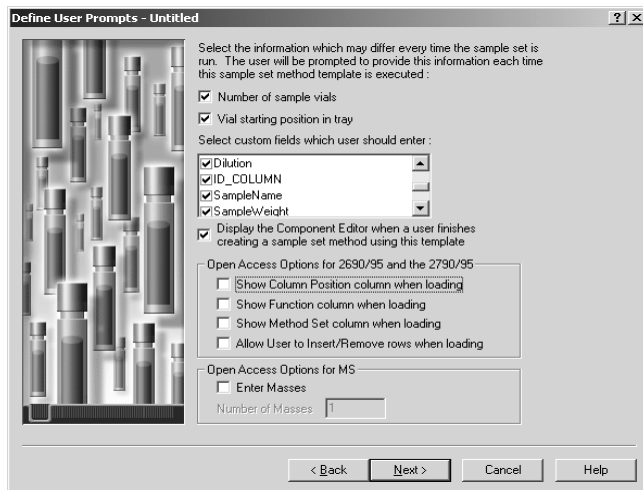 Define User Prompts - Untitled
Select the information which may differ every time the sample set is
run. The user will be prompted to provide this information each time
this sample set method template is executed :
Number of sample vials
Vial starting position in tray
Select custom fields which user should enter :
Dilution
ID_COLUMN
SampleName
SampleWeight
Display the Component Editor when a user finishes
creating a sample set method using this template
Open Access Options for 2690/95 and the 2790/95
Show Column Position column when loading
Show Function column when loading
Show Method Set column when loading
Allow User to Insert/Remove rows when loading
Open Access Options for MS
Enter Masses
Number of Masses 1
< Back Next > Cancel Help